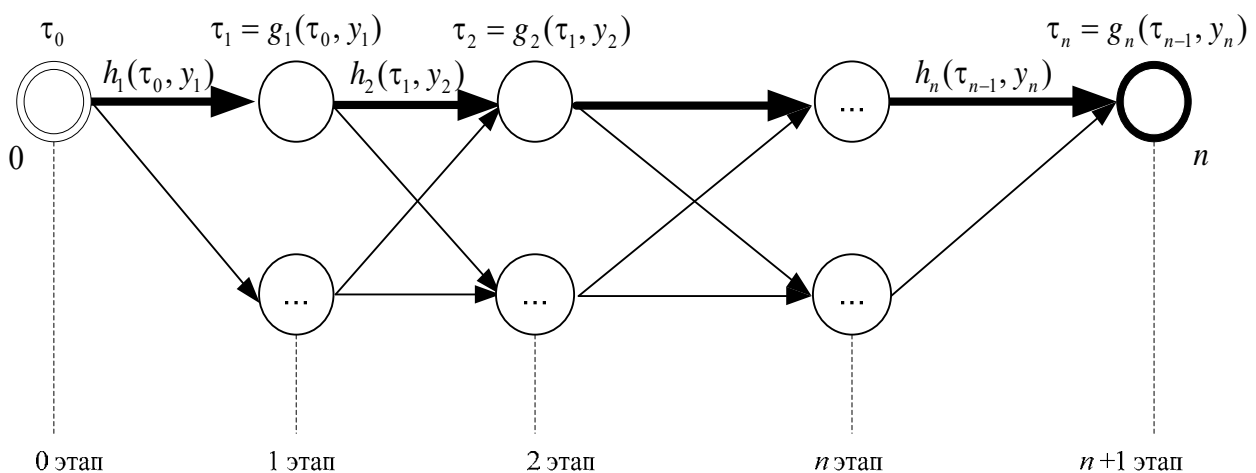 τ₀ τ₁ = g₁(τ₀, y₁) τ₂ = g₂(τ₁, y₂) τₙ = gₙ(τₙ₋₁, yₙ)
h₁(τ₀, y₁) h₂(τ₁, y₂) hₙ(τₙ₋₁, yₙ)
...
0 n
... ... ...
0 этап 1 этап 2 этап n этап n+1 этап